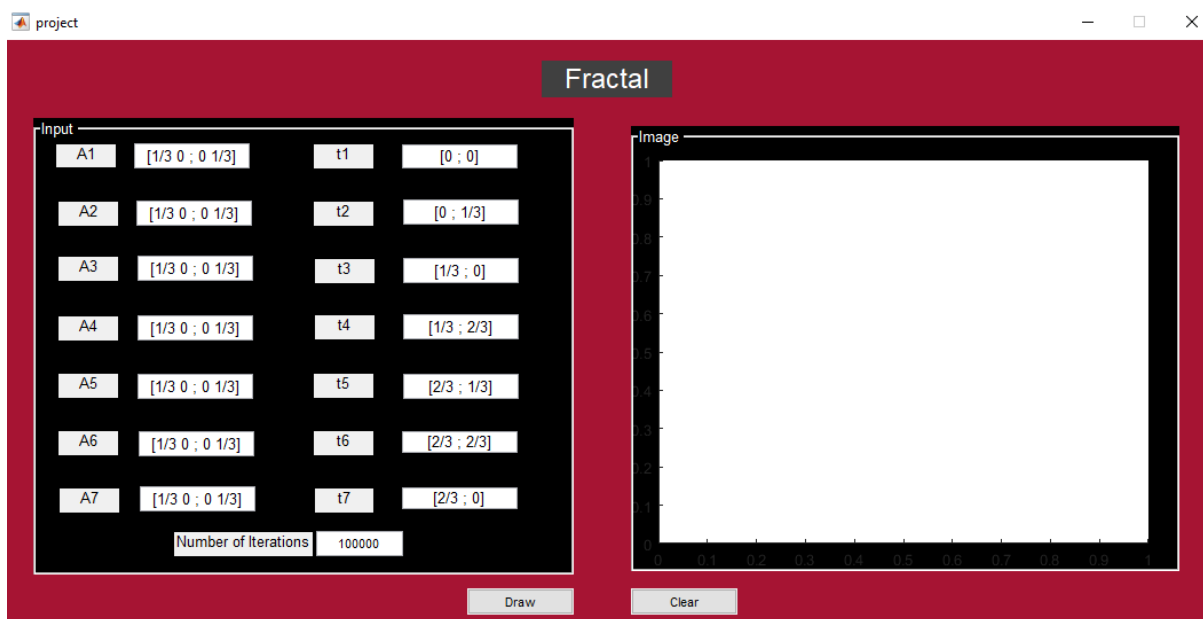 project
Fractal
Input
A1 [1/3 0 ; 0 1/3] t1 [0 ; 0]
A2 [1/3 0 ; 0 1/3] t2 [0 ; 1/3]
A3 [1/3 0 ; 0 1/3] t3 [1/3 ; 0]
A4 [1/3 0 ; 0 1/3] t4 [1/3 ; 2/3]
A5 [1/3 0 ; 0 1/3] t5 [2/3 ; 1/3]
A6 [1/3 0 ; 0 1/3] t6 [2/3 ; 2/3]
A7 [1/3 0 ; 0 1/3] t7 [2/3 ; 0]
Number of Iterations 100000
Draw
Image
1
0.9
0.8
0.7
0.6
0.5
0.4
0.3
0.2
0.1
0
0 0.1 0.2 0.3 0.4 0.5 0.6 0.7 0.8 0.9 1
Clear